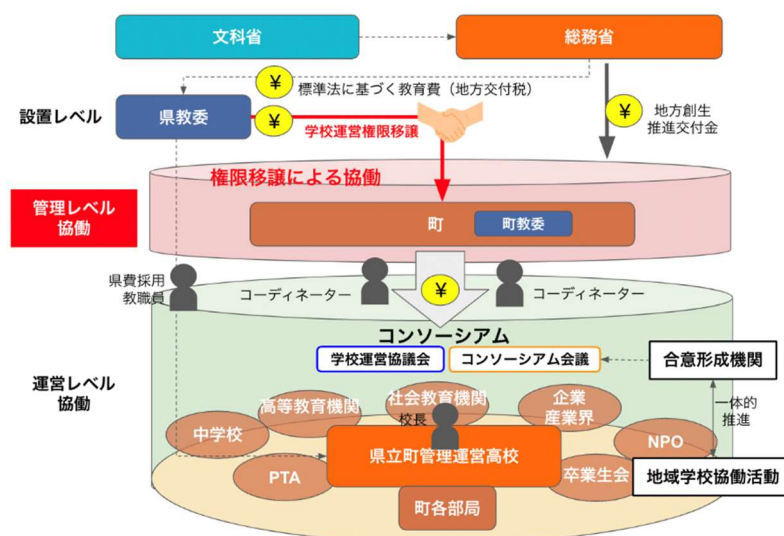 文科省
総務省
¥
標準法に基づく教育費（地方交付税）
設置レベル
県教委
¥
学校運営権限移譲
¥
地方創生
推進交付金
権限移譲による協働
管理レベル
協働
町
町教委
県費採用
教職員
コーディネーター
¥
コーディネーター
コンソーシアム
学校運営協議会
コンソーシアム会議
合意形成機関
運営レベル
協働
高等教育機関
社会教育機関
企業
産業界
一体的
推進
中学校
校長
NPO
県立町管理運営高校
PTA
卒業生会
地域学校協働活動
町各部局